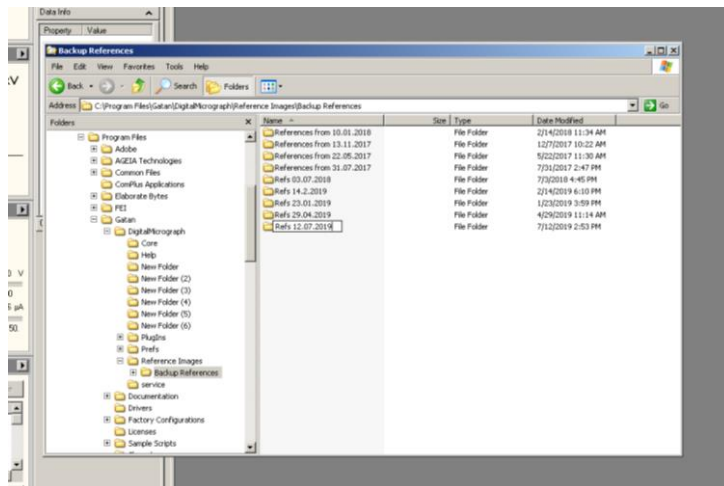 Data Info
Property Value
Backup References
File Edit View Favorites Tools Help
Back Search Folders
Address C:\Program Files\Gatan\DigitalMicrograph\Reference Images\Backup References Go
Folders
Program Files
Adobe
AGEIA Technologies
Common Files
ComPlus Applications
Elaborate Bytes
FEI
Gatan
DigitalMicrograph
Core
Help
New Folder
New Folder (2)
New Folder (3)
New Folder (4)
New Folder (5)
New Folder (6)
PlugIns
Prefs
Reference Images
Backup References
service
Documentation
Drivers
Factory Configurations
Licenses
Sample Scripts
Name Size Type Date Modified
References from 10.01.2018 File Folder 2/14/2018 11:34 AM
References from 13.11.2017 File Folder 12/7/2017 10:22 AM
References from 22.05.2017 File Folder 5/22/2017 11:30 AM
References from 31.07.2017 File Folder 7/31/2017 2:47 PM
Refs 03.07.2018 File Folder 7/3/2018 4:45 PM
Refs 14.2.2019 File Folder 2/14/2019 6:10 PM
Refs 23.01.2019 File Folder 1/23/2019 3:59 PM
Refs 29.04.2019 File Folder 4/29/2019 11:14 AM
Refs 12.07.2019 File Folder 7/12/2019 2:53 PM
V
V
µA
50.